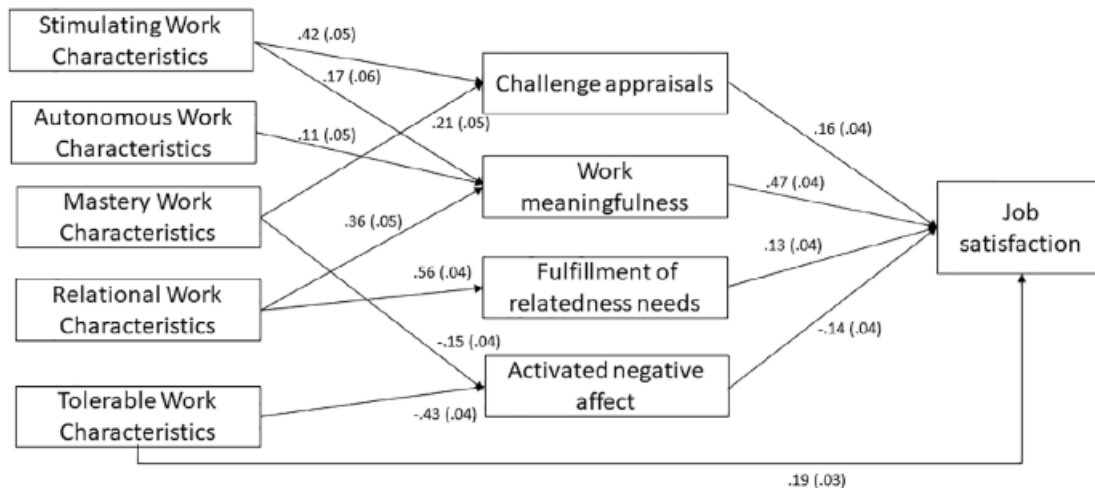 Stimulating Work
Characteristics
Autonomous Work
Characteristics
Mastery Work
Characteristics
Relational Work
Characteristics
Tolerable Work
Characteristics
.42 (.05)
.17 (.06)
.21 (.05)
.11 (.05)
.36 (.05)
.56 (.04)
-.15 (.04)
-.43 (.04)
Challenge appraisals
Work
meaningfulness
Fulfillment of
relatedness needs
Activated negative
affect
.16 (.04)
.47 (.04)
.13 (.04)
-.14 (.04)
Job
satisfaction
.19 (.03)